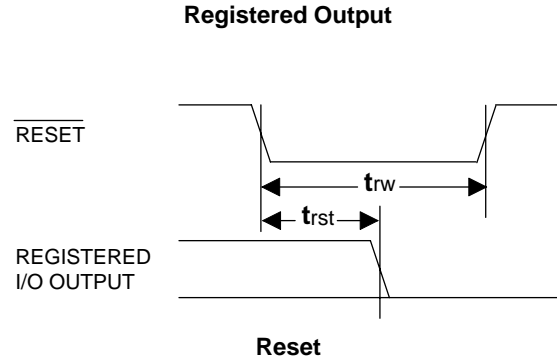 Registered Output
RESET
trw
trst
REGISTERED
I/O OUTPUT
Reset